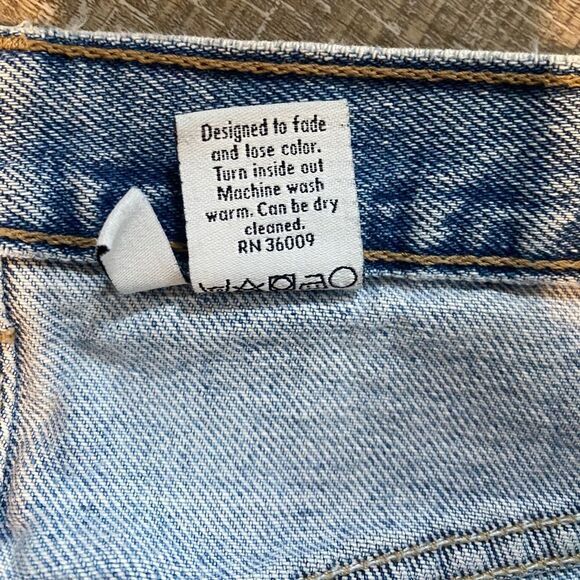 Designed to fade
and lose color.
Turn inside out
Machine wash
warm. Can be dry
cleaned.
RN 36009